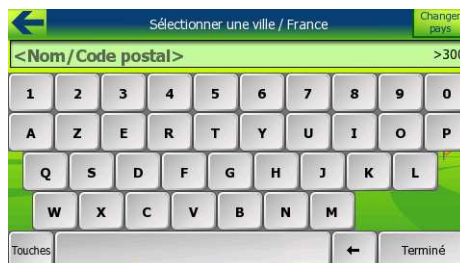 Sélectionner une ville / France
Changer
pays
<Nom/Code postal>
>300
1 2 3 4 5 6 7 8 9 0
A Z E R T Y U I O P
Q S D F G H J K L
W X C V B N M
Touches ← Terminé